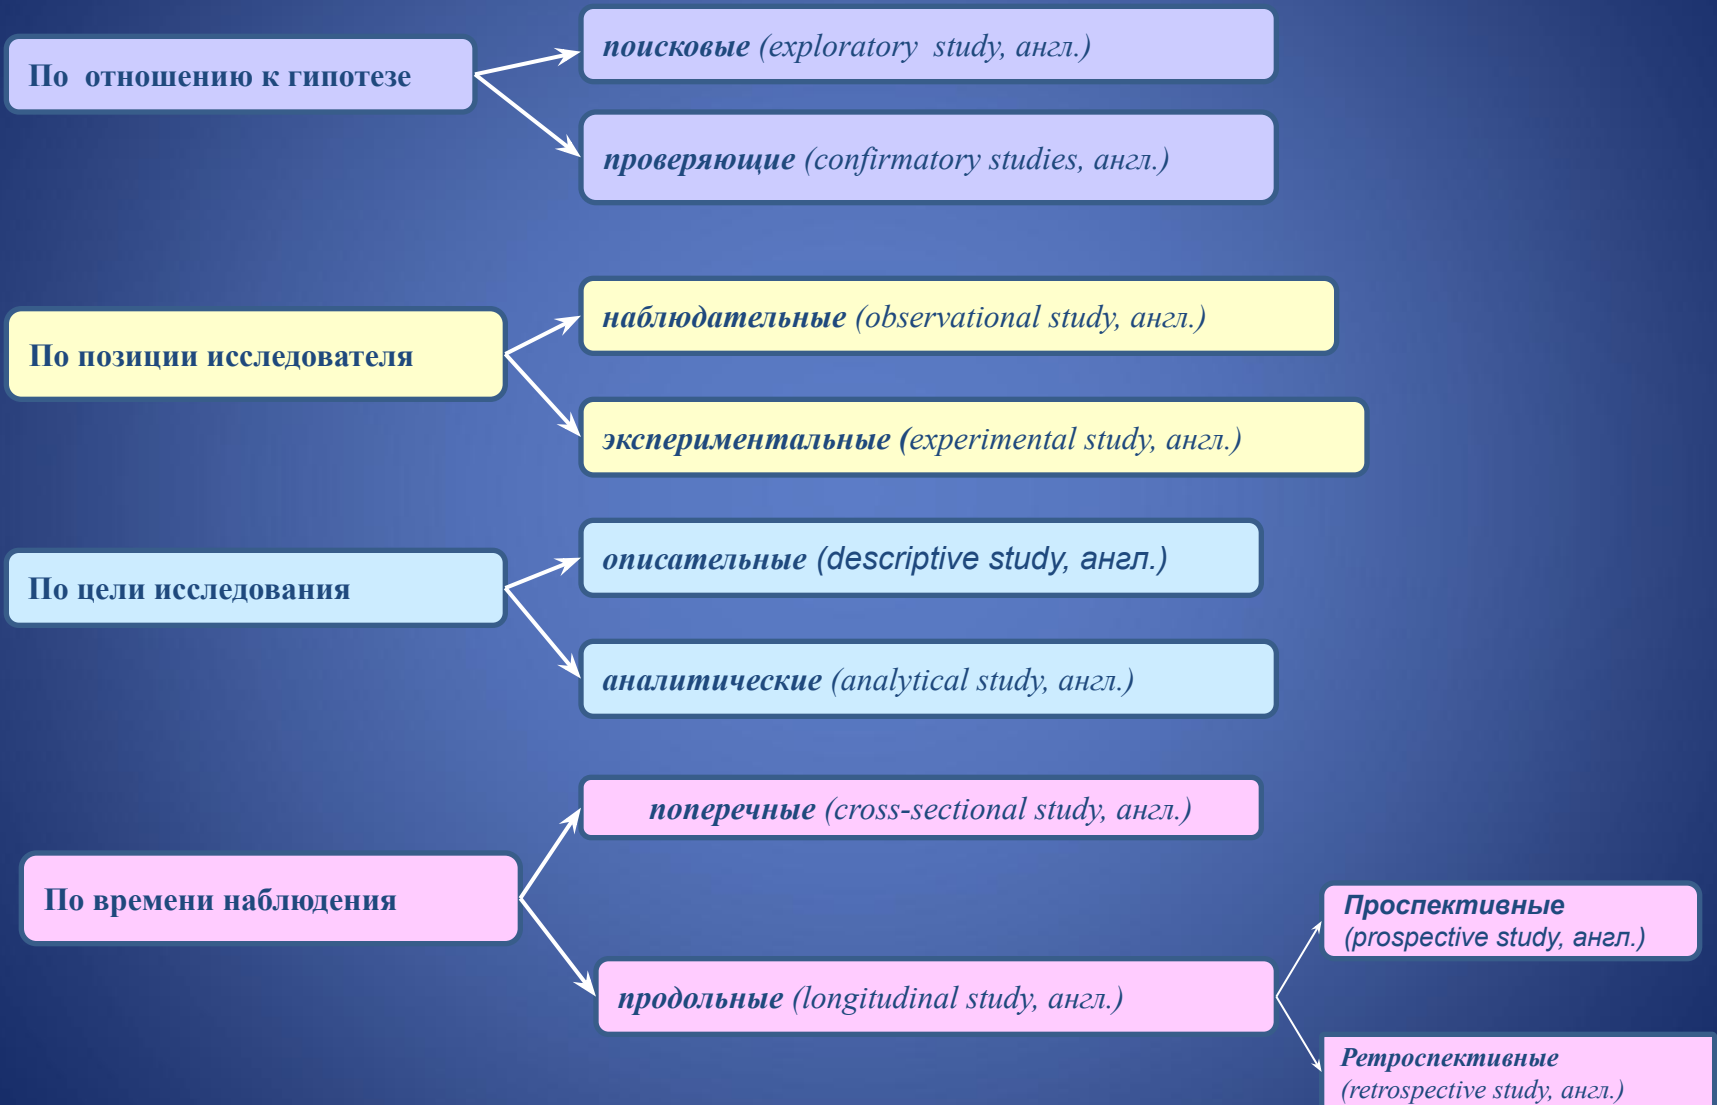 По отношению к гипотезе
поисковые (exploratory study, англ.)
проверяющие (confirmatory studies, англ.)
По позиции исследователя
наблюдательные (observational study, англ.)
экспериментальные (experimental study, англ.)
По цели исследования
описательные (descriptive study, англ.)
аналитические (analytical study, англ.)
По времени наблюдения
поперечные (cross-sectional study, англ.)
продольные (longitudinal study, англ.)
Проспективные
(prospective study, англ.)
Ретроспективные
(retrospective study, англ.)